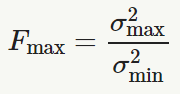 F_max = σ²_max / σ²_min